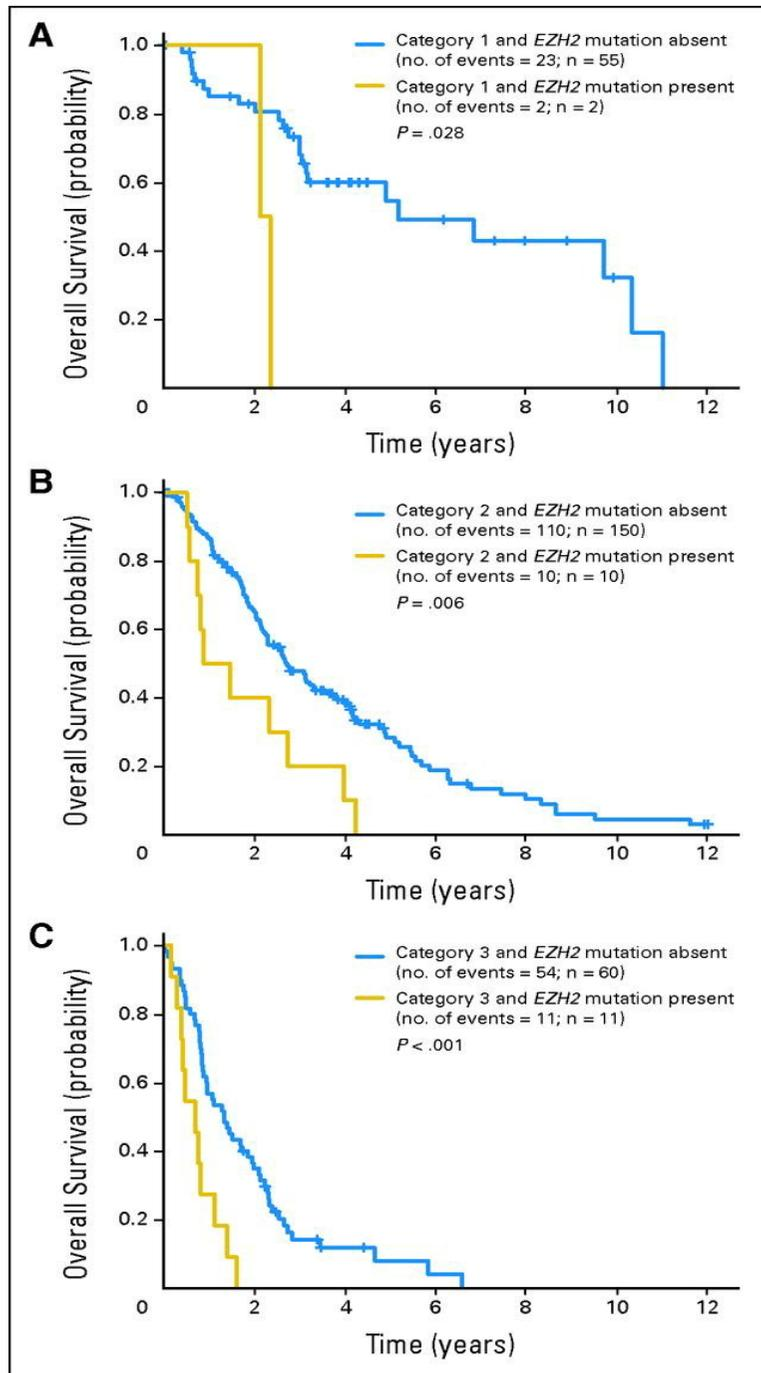 A
Category 1 and EZH2 mutation absent
(no. of events = 23; n = 55)
Category 1 and EZH2 mutation present
(no. of events = 2; n = 2)
P = .028
Overall Survival (probability)
1.0
0.8
0.6
0.4
0.2
0 2 4 6 8 10 12
Time (years)
B
Category 2 and EZH2 mutation absent
(no. of events = 110; n = 150)
Category 2 and EZH2 mutation present
(no. of events = 10; n = 10)
P = .006
Overall Survival (probability)
1.0
0.8
0.6
0.4
0.2
0 2 4 6 8 10 12
Time (years)
C
Category 3 and EZH2 mutation absent
(no. of events = 54; n = 60)
Category 3 and EZH2 mutation present
(no. of events = 11; n = 11)
P < .001
Overall Survival (probability)
1.0
0.8
0.6
0.4
0.2
0 2 4 6 8 10 12
Time (years)